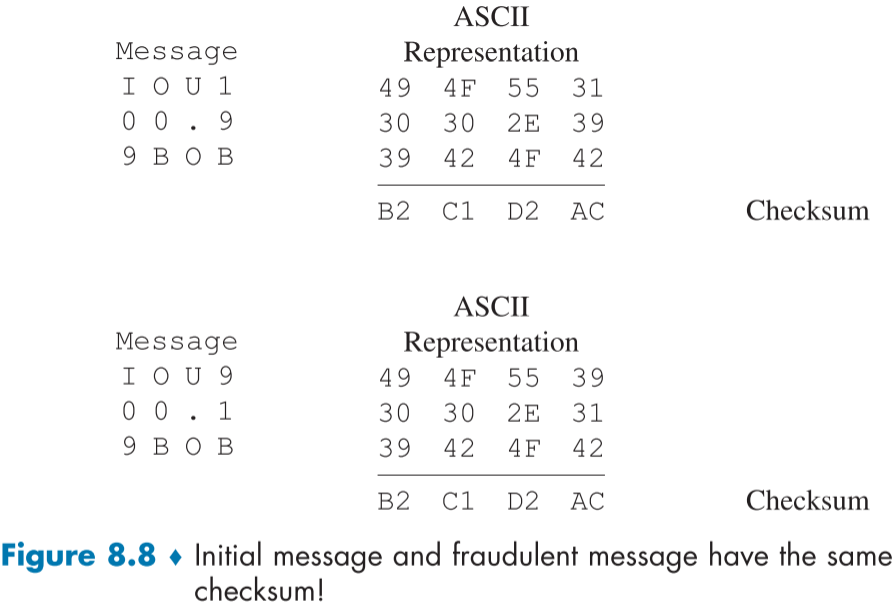 ASCII
Message Representation
I O U 1 49 4F 55 31
0 0 . 9 30 30 2E 39
9 B O B 39 42 4F 42
B2 C1 D2 AC Checksum
ASCII
Message Representation
I O U 9 49 4F 55 39
0 0 . 1 30 30 2E 31
9 B O B 39 42 4F 42
B2 C1 D2 AC Checksum
Figure 8.8 ♦ Initial message and fraudulent message have the same
checksum!